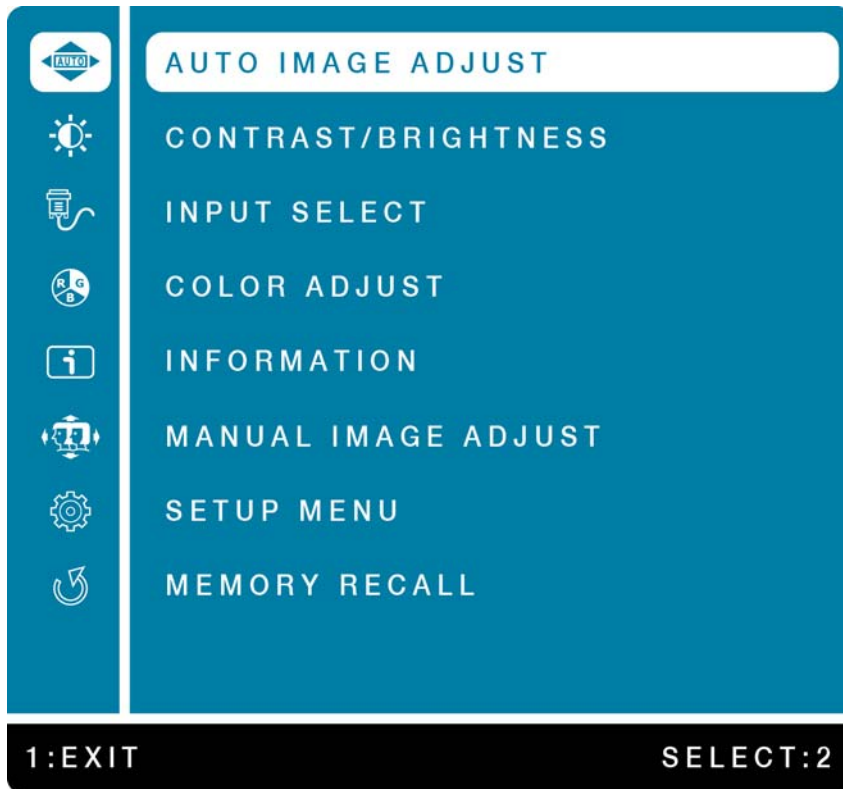 AUTO AUTO IMAGE ADJUST
CONTRAST/BRIGHTNESS
INPUT SELECT
R G B COLOR ADJUST
i INFORMATION
MANUAL IMAGE ADJUST
SETUP MENU
MEMORY RECALL
1:EXIT SELECT:2